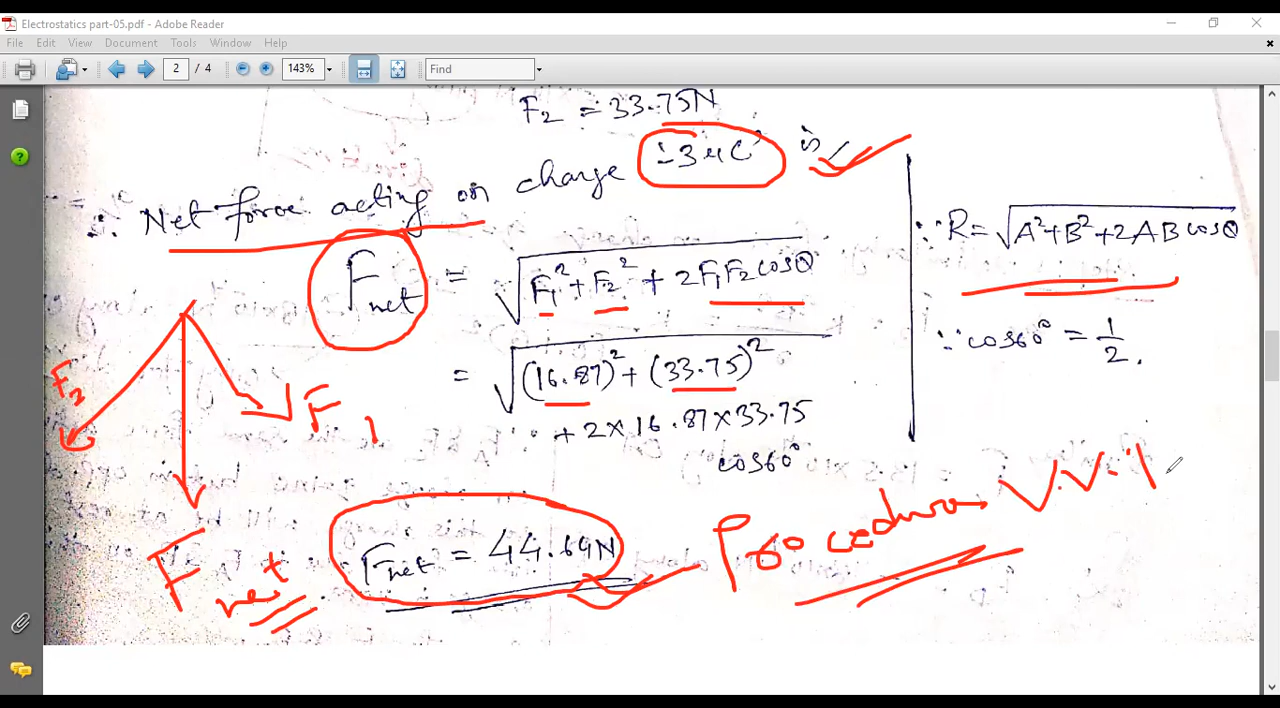 Electrostatics part-05.pdf - Adobe Reader
File Edit View Document Tools Window Help
2 / 4 143% Find
F₂ = 33.75N
∴ Net force acting on charge -3μC is
Fnet = √F₁²+F₂² + 2F₁F₂cosθ
= √(16.87)²+(33.75)²
+ 2×16.87×33.75
cos60°
Fnet = 44.64N
∵ R=√A²+B²+2ABcosθ
∵ cos60° = 1/2.
F₂
F1
Fnet
Procedure V.V.I